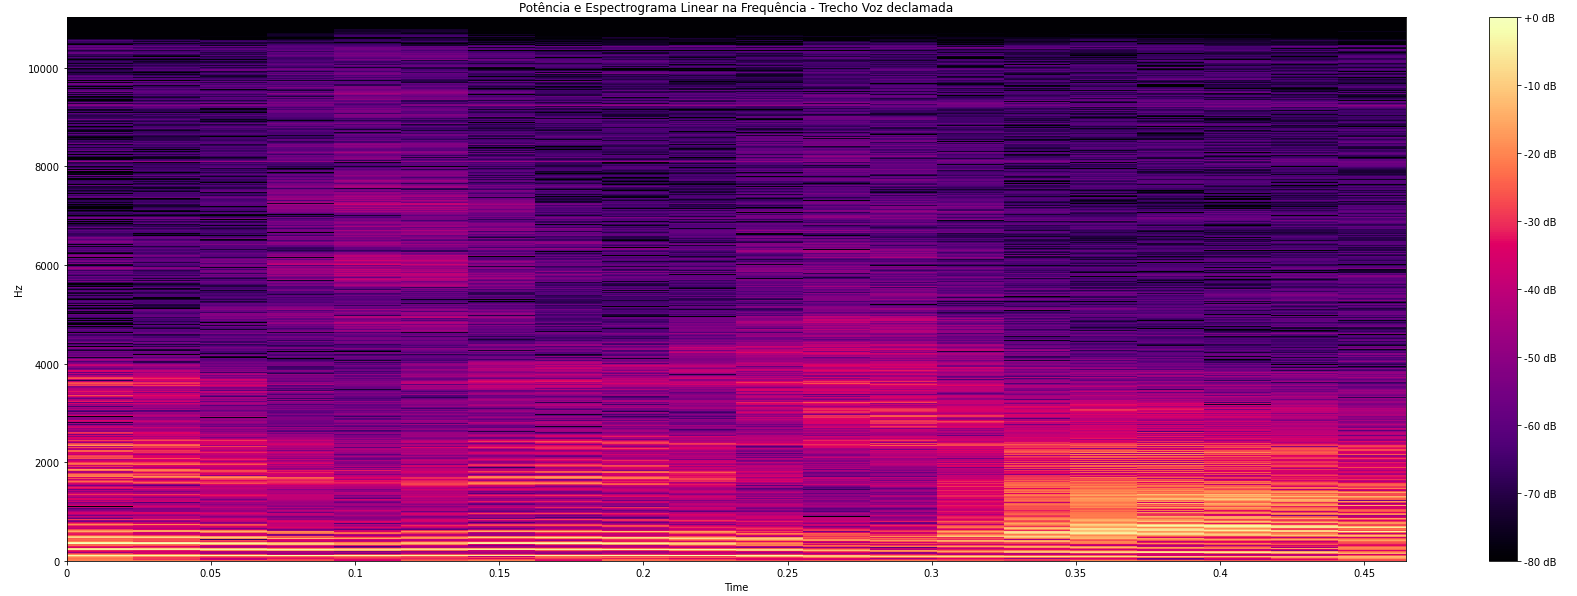 Potência e Espectrograma Linear na Frequência - Trecho Voz declamada
10000
8000
6000
4000
2000
0
Hz
0
0.05
0.1
0.15
0.2
0.25
0.3
0.35
0.4
0.45
Time
+0 dB
-10 dB
-20 dB
-30 dB
-40 dB
-50 dB
-60 dB
-70 dB
-80 dB